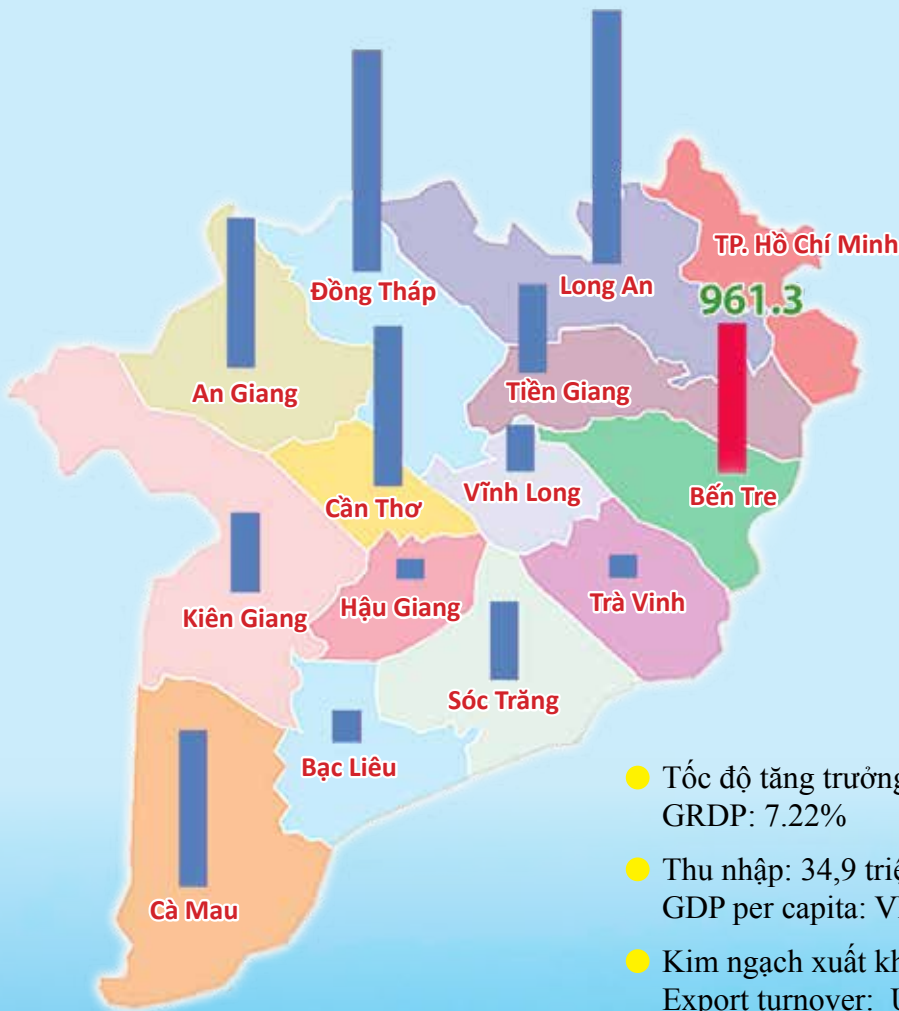 TP. Hồ Chí Minh
Đồng Tháp
Long An
961.3
An Giang
Tiền Giang
Cần Thơ
Vĩnh Long
Bến Tre
Kiên Giang
Hậu Giang
Trà Vinh
Sóc Trăng
Bạc Liêu
Cà Mau
Tốc độ tăng trưởng
GRDP: 7.22%
Thu nhập: 34,9
GDP per capita:
Kim ngạch xuất
Export turnover: